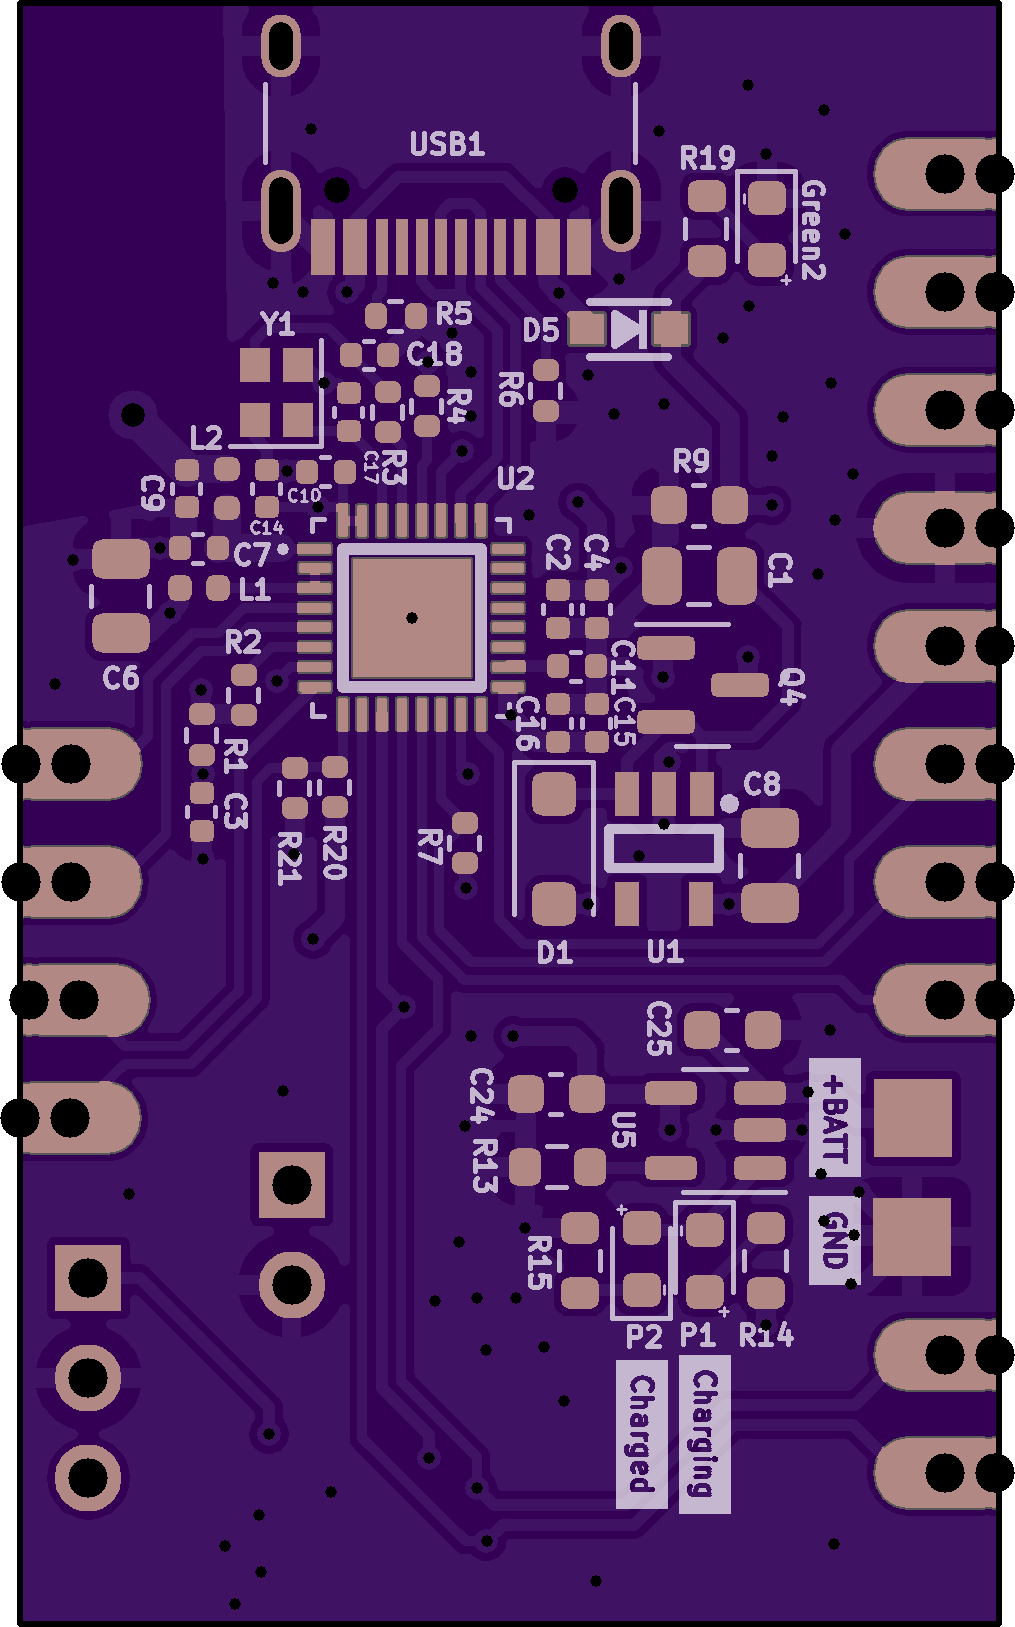 USB1
R19
Green2
+
Y1
R5
D5
C18
R6
R4
L2
R3
C17
R9
C9
C10
U2
C14
C7
C2
C4
C1
L1
R2
C6
C11
Q4
C16
C15
R1
C3
C8
R21
R20
R7
D1
U1
C25
+BATT
C24
U5
R13
GND
+
R15
+
P2
P1
R14
Charged
Charging